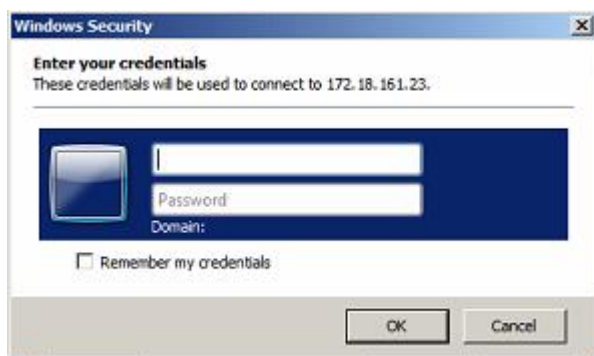 Windows Security
Enter your credentials
These credentials will be used to connect to 172.18.161.23.
Password
Domain:
Remember my credentials
OK
Cancel